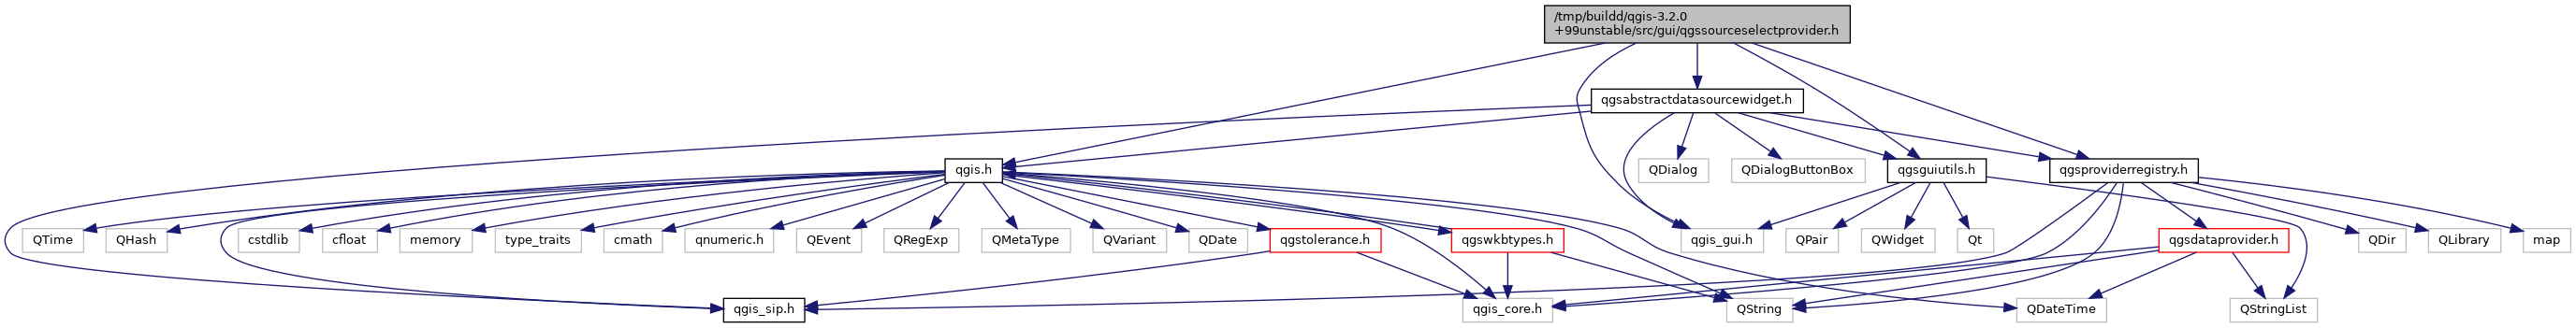 /tmp/buildd/qgis-3.2.0
+99unstable/src/gui/qgssourceselectprovider.h
qgsabstractdatasourcewidget.h
qgis.h
QDialog
QDialogButtonBox
qgsguiutils.h
qgsproviderregistry.h
QTime
QHash
cstdlib
cfloat
memory
type_traits
cmath
qnumeric.h
QEvent
QRegExp
QMetaType
QVariant
QDate
qgstolerance.h
qgswkbtypes.h
qgis_gui.h
QPair
QWidget
Qt
qgsdataprovider.h
QDir
QLibrary
map
qgis_sip.h
qgis_core.h
QString
QDateTime
QStringList